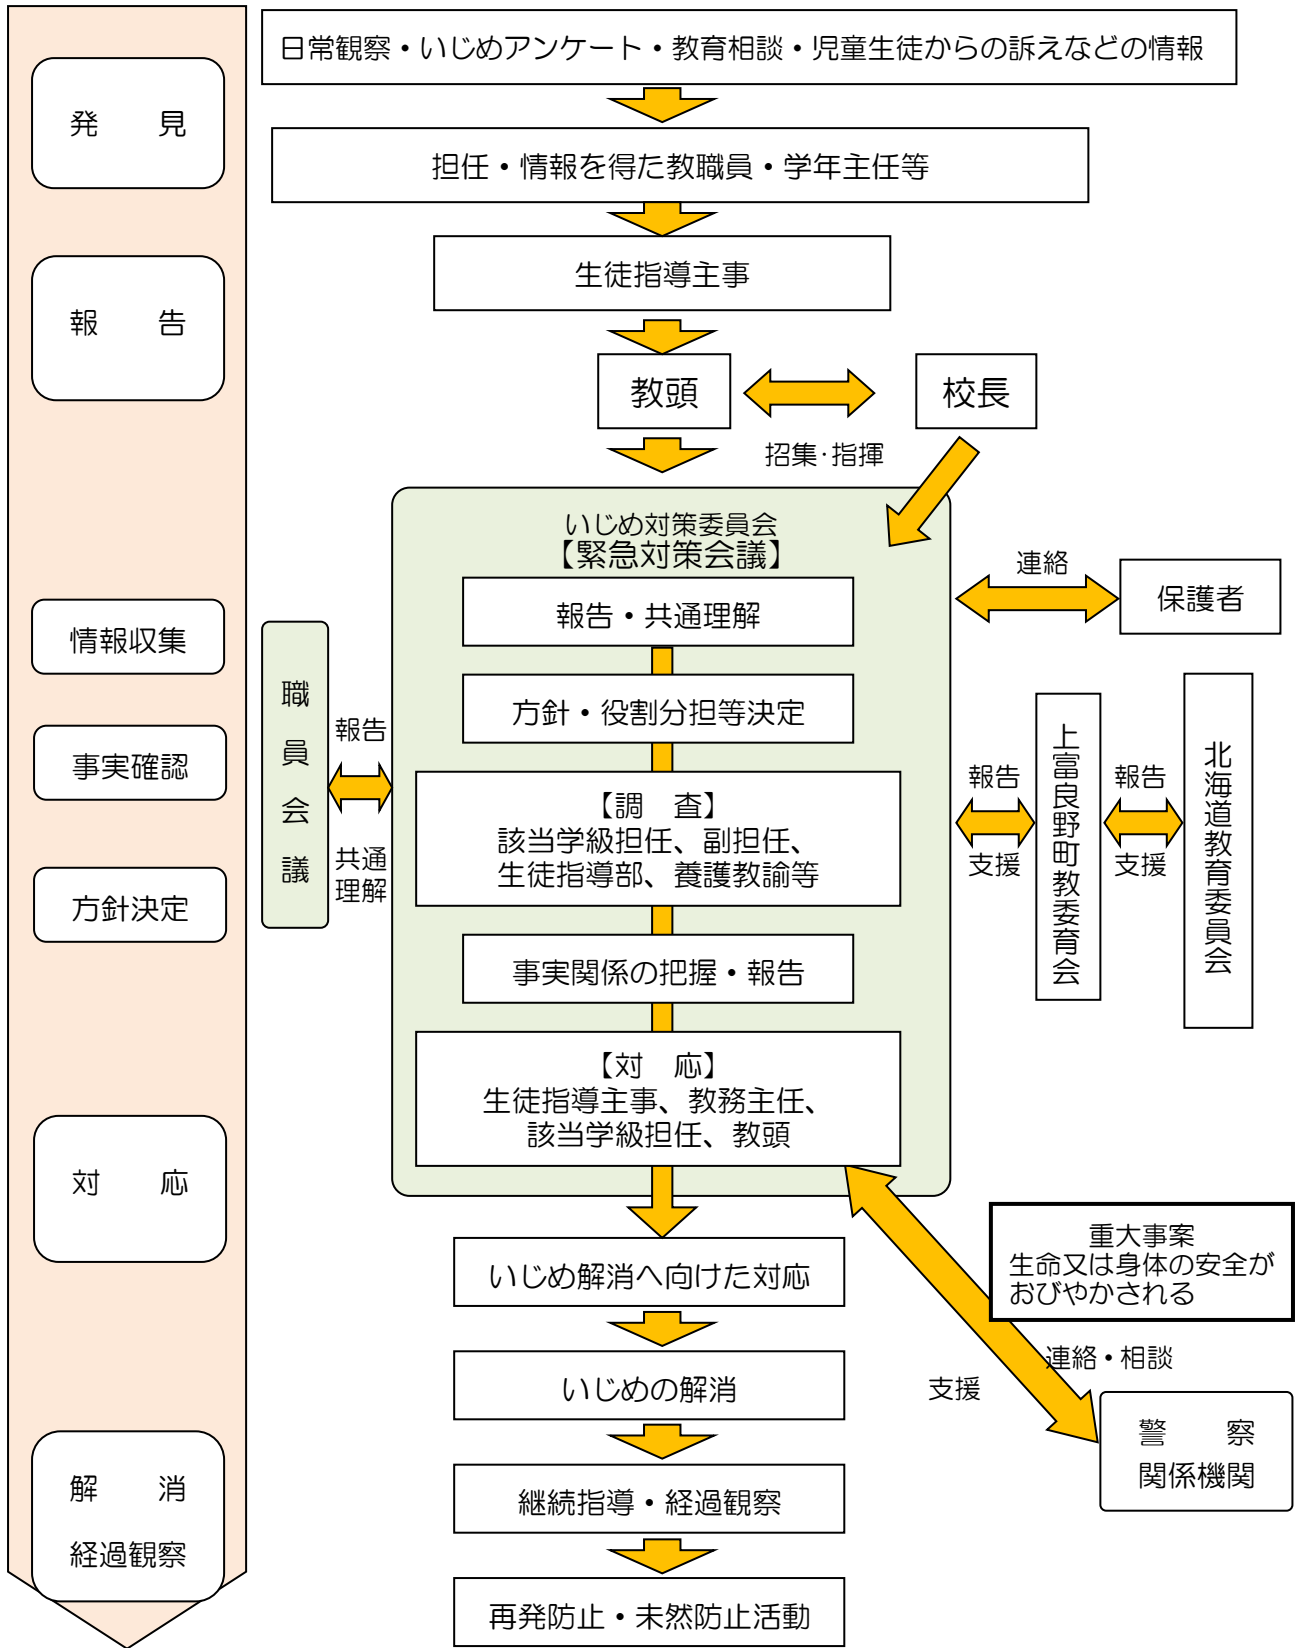 発　　見
報　　告
情報収集
事実確認
方針決定
対　　応
解　　消
経過観察
日常観察・いじめアンケート・教育相談・児童生徒からの訴えなどの情報
担任・情報を得た教職員・学年主任等
生徒指導主事
教頭
校長
招集･指揮
いじめ対策委員会
【緊急対策会議】
報告・共通理解
方針・役割分担等決定
【調　査】
該当学級担任、副担任、
生徒指導部、養護教諭等
事実関係の把握・報告
【対　応】
生徒指導主事、教務主任、
該当学級担任、教頭
職員会議
報告
共通
理解
連絡
保護者
報告
支援
上富良野町教委育会
報告
支援
北海道教育委員会
重大事案
生命又は身体の安全が
おびやかされる
連絡・相談
支援
警　　察
関係機関
いじめ解消へ向けた対応
いじめの解消
継続指導・経過観察
再発防止・未然防止活動